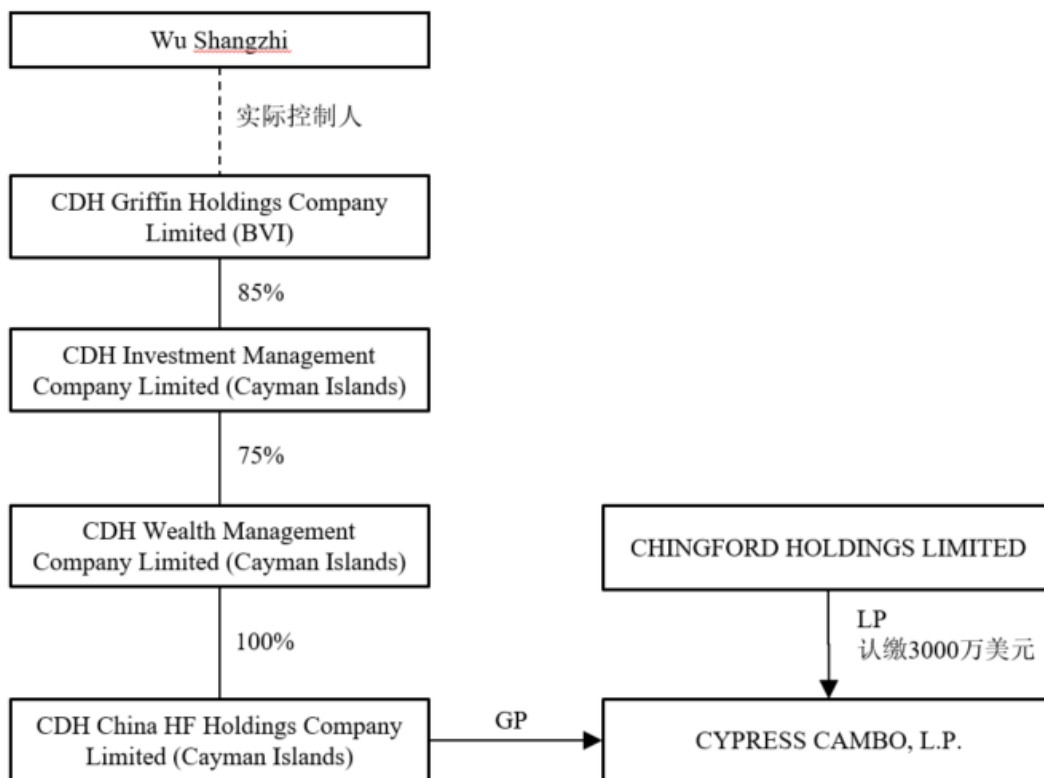 Wu Shangzhi
实际控制人
CDH Griffin Holdings Company
Limited (BVI)
85%
CDH Investment Management
Company Limited (Cayman Islands)
75%
CDH Wealth Management
Company Limited (Cayman Islands)
CHINGFORD HOLDINGS LIMITED
100%
LP
认缴3000万美元
CDH China HF Holdings Company
Limited (Cayman Islands)
GP
CYPRESS CAMBO, L.P.